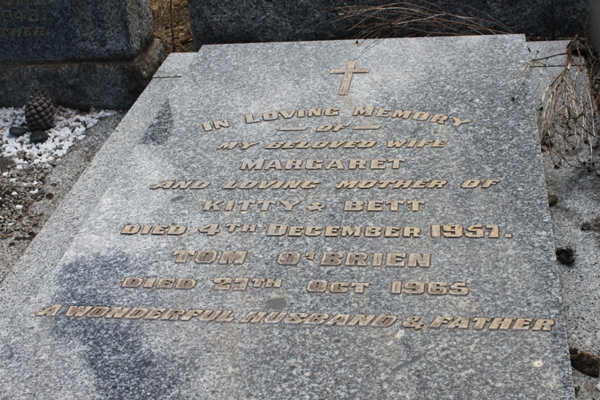 IN LOVING MEMORY
OF
MY BELOVED WIFE
MARGARET
AND LOVING MOTHER OF
KITTY & BETT
DIED 4TH DECEMBER 1957.
TOM O'BRIEN
DIED 27TH OCT 1965
A WONDERFUL HUSBAND & FATHER